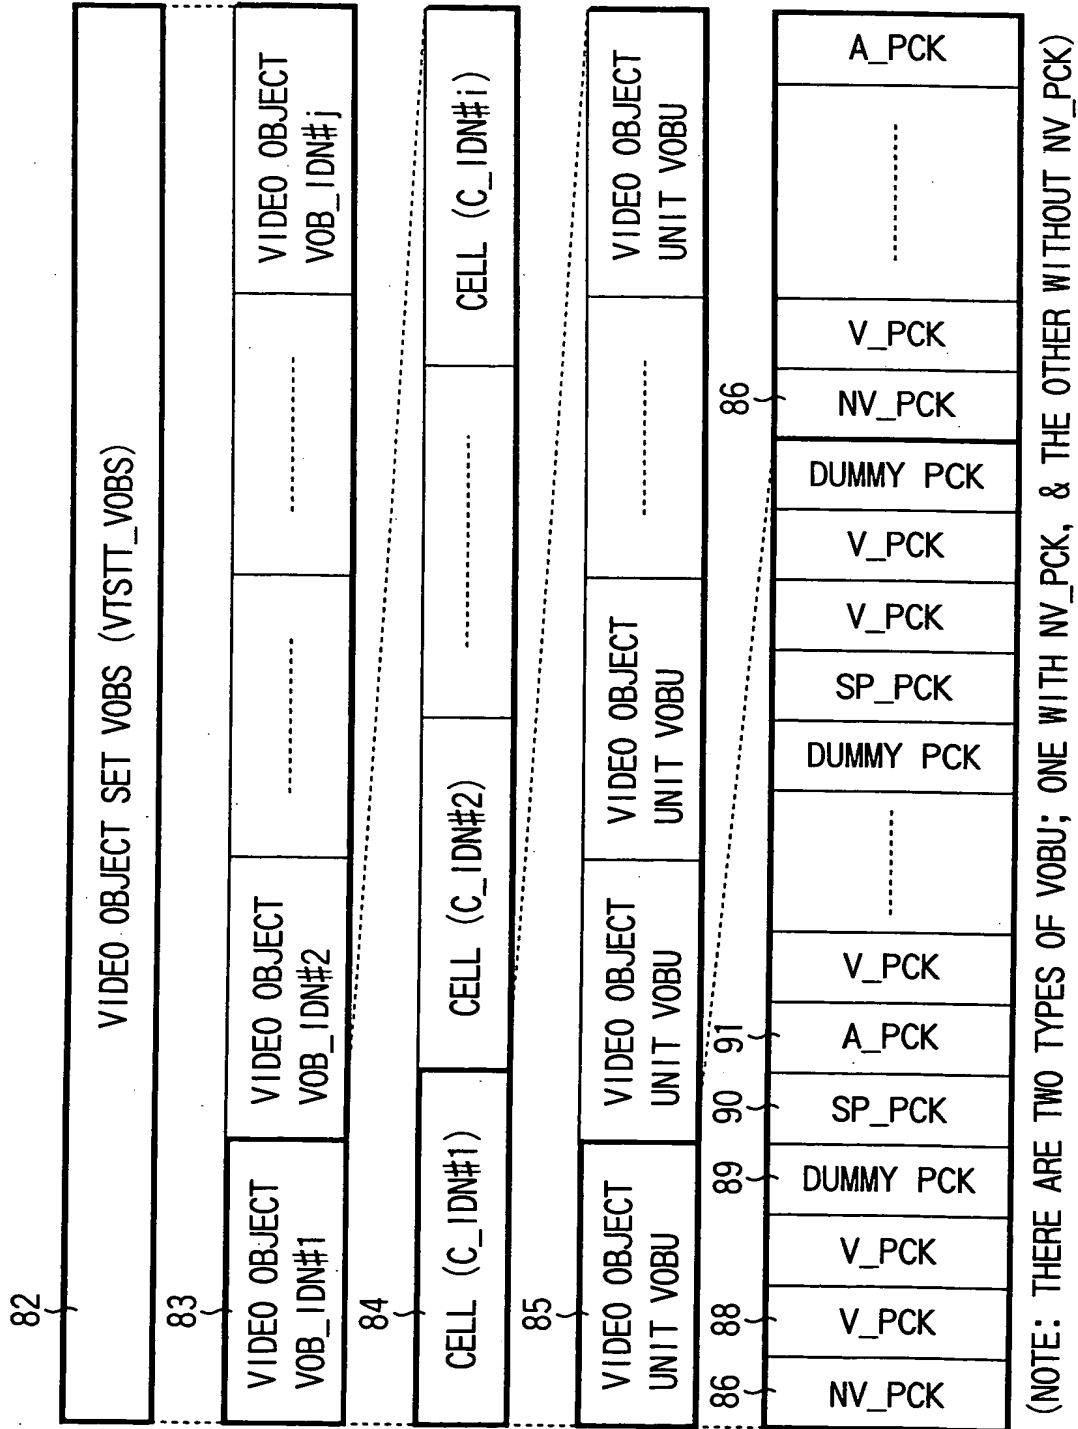 82
VIDEO OBJECT SET VOBS (VTSTT_VOBS)
83
VIDEO OBJECT
VOB_IDN#1
VIDEO OBJECT
VOB_IDN#2
VIDEO OBJECT
VOB_IDN#j
84
CELL (C_IDN#1)
CELL (C_IDN#2)
CELL (C_IDN#i)
85
VIDEO OBJECT
UNIT VOBU
VIDEO OBJECT
UNIT VOBU
VIDEO OBJECT
UNIT VOBU
VIDEO OBJECT
UNIT VOBU
86
88
89
90
91
86
NV_PCK
V_PCK
V_PCK
DUMMY PCK
SP_PCK
A_PCK
V_PCK
DUMMY PCK
SP_PCK
V_PCK
V_PCK
DUMMY PCK
NV_PCK
V_PCK
A_PCK
(NOTE: THERE ARE TWO TYPES OF VOBU; ONE WITH NV_PCK, & THE OTHER WITHOUT NV_PCK)